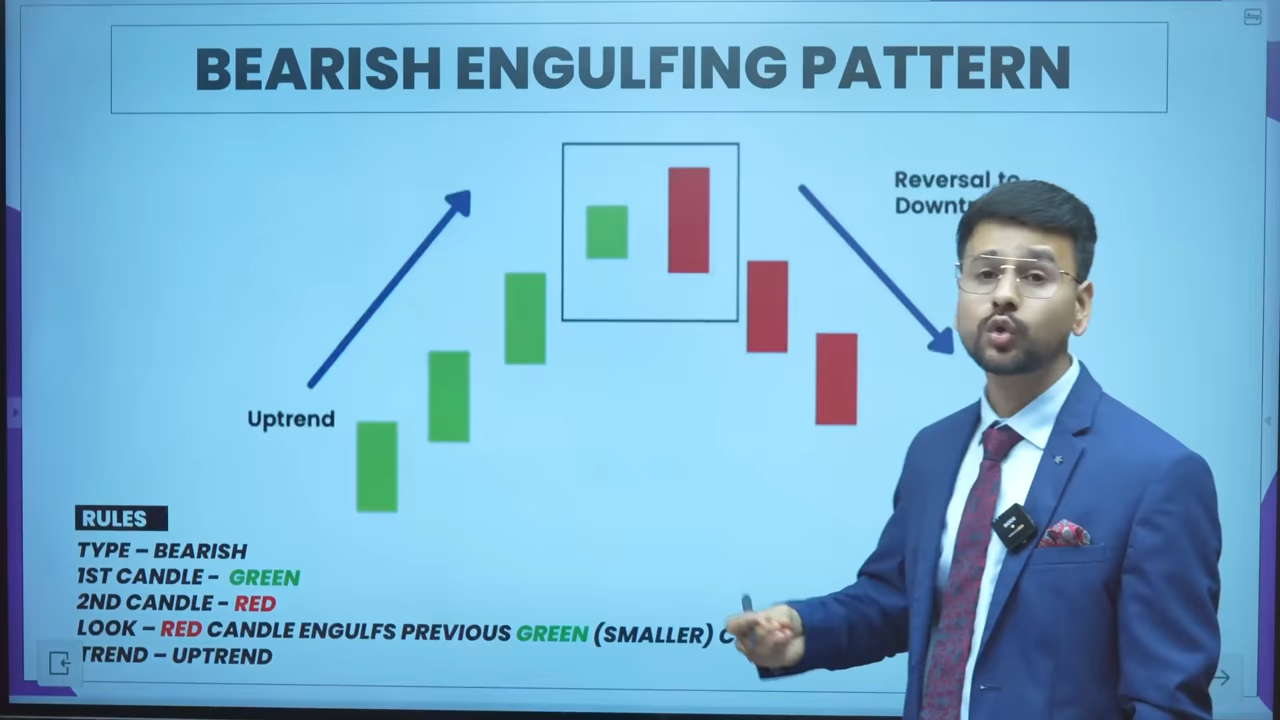 BEARISH ENGULFING PATTERN
Reversal to
Uptrend
RULES
TYPE – BEARISH
1ST CANDLE - GREEN
2ND CANDLE - RED
LOOK – RED CANDLE ENGULFS PREVIOUS GREEN (SMALLER)
TREND – UPTREND